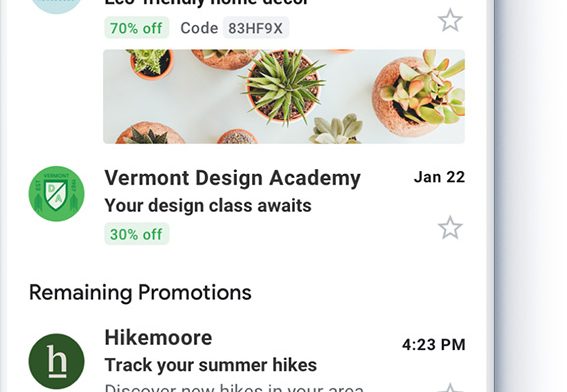 Eco-friendly home decor
70% off Code 83HF9X
Vermont Design Academy Jan 22
VERMONT
EST. 1987
D A
Your design class awaits
30% off
Remaining Promotions
Hikemoore 4:23 PM
h
Track your summer hikes
Discover new hikes in your area